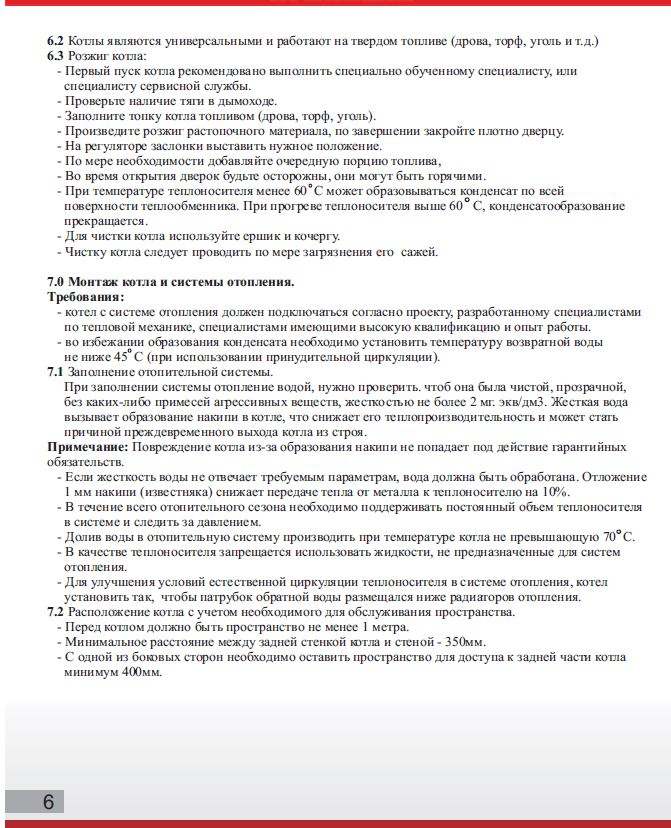 6.2 Котлы являются универсальными и работают на твердом топливе (дрова, торф, уголь и т.д.)
6.3 Розжиг котла:
- Первый пуск котла рекомендовано выполнить специально обученному специалисту, или
специалисту сервисной службы.
- Проверьте наличие тяги в дымоходе.
- Заполните топку котла топливом (дрова, торф, уголь).
- Произведите розжиг растопочного материала, по завершении закройте плотно дверцу.
- На регуляторе заслонки выставить нужное положение.
- По мере необходимости добавляйте очередную порцию топлива,
- Во время открытия дверок будьте осторожны, они могут быть горячими.
- При температуре теплоносителя менее 60°С может образовываться конденсат по всей
поверхности теплообменника. При прогреве теплоносителя выше 60° С, конденсатообразование
прекращается.
- Для чистки котла используйте ершик и кочергу.
- Чистку котла следует проводить по мере загрязнения его сажей.
7.0 Монтаж котла и системы отопления.
Требования:
- котел с системе отопления должен подключаться согласно проекту, разработанному специалистами
по тепловой механике, специалистами имеющими высокую квалификацию и опыт работы.
- во избежании образования конденсата необходимо установить температуру возвратной воды
не ниже 45°С (при использовании принудительной циркуляции).
7.1 Заполнение отопительной системы.
При заполнении системы отопление водой, нужно проверить. чтоб она была чистой, прозрачной,
без каких-либо примесей агрессивных веществ, жесткостью не более 2 мг. экв/дм3. Жесткая вода
вызывает образование накипи в котле, что снижает его теплопроизводительность и может стать
причиной преждевременного выхода котла из строя.
Примечание: Повреждение котла из-за образования накипи не попадает под действие гарантийных
обязательств.
- Если жесткость воды не отвечает требуемым параметрам, вода должна быть обработана. Отложение
1 мм накипи (известняка) снижает передаче тепла от металла к теплоносителю на 10%.
- В течение всего отопительного сезона необходимо поддерживать постоянный объем теплоносителя
в системе и следить за давлением.
- Долив воды в отопительную систему производить при температуре котла не превышающую 70°С.
- В качестве теплоносителя запрещается использовать жидкости, не предназначенные для систем
отопления.
- Для улучшения условий естественной циркуляции теплоносителя в системе отопления, котел
установить так, чтобы патрубок обратной воды размещался ниже радиаторов отопления.
7.2 Расположение котла с учетом необходимого для обслуживания пространства.
- Перед котлом должно быть пространство не менее 1 метра.
- Минимальное расстояние между задней стенкой котла и стеной - 350мм.
- С одной из боковых сторон необходимо оставить пространство для доступа к задней части котла
минимум 400мм.
6